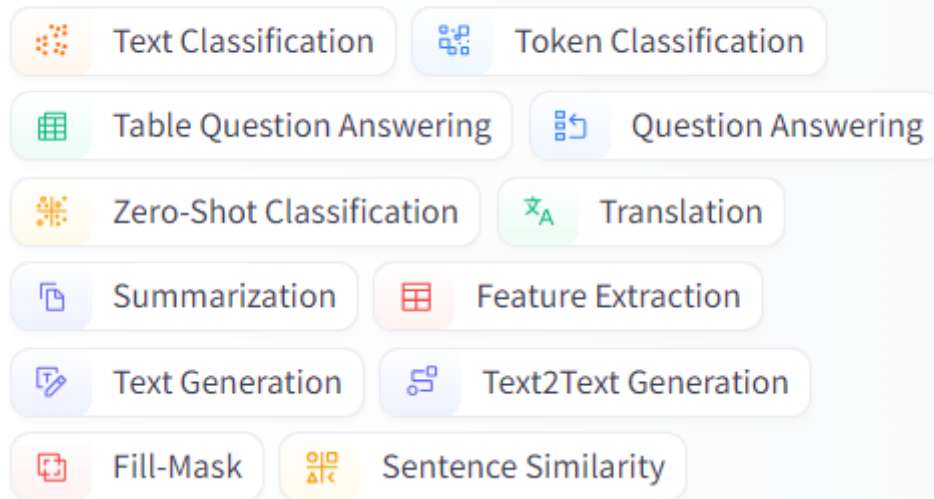 Text Classification Token Classification
Table Question Answering Question Answering
Zero-Shot Classification Translation
Summarization Feature Extraction
Text Generation Text2Text Generation
Fill-Mask Sentence Similarity